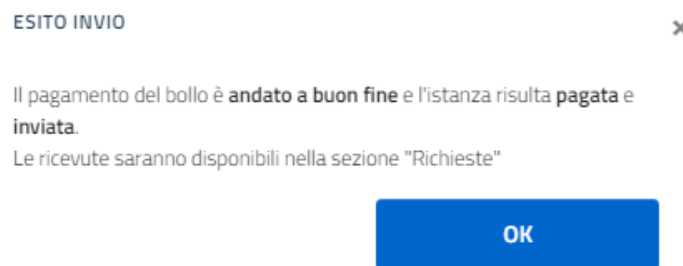 ESITO INVIO
×
Il pagamento del bollo è andato a buon fine e l'istanza risulta pagata e
inviata.
Le ricevute saranno disponibili nella sezione "Richieste"
OK